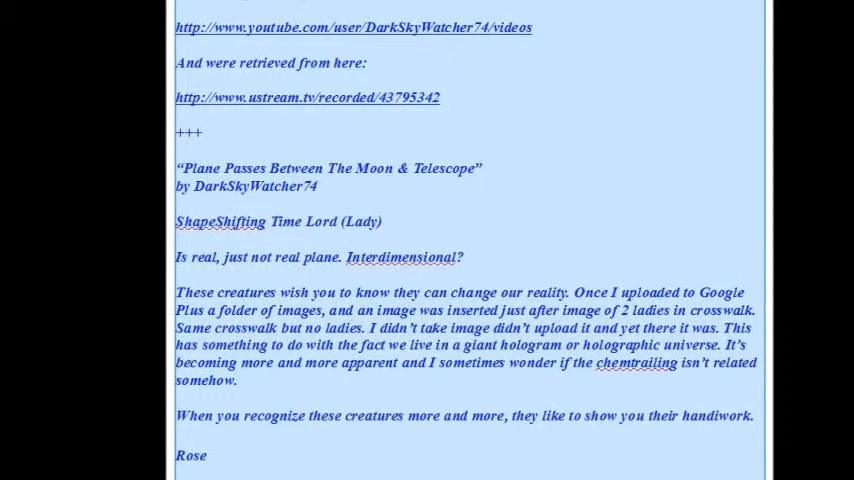 http://www.youtube.com/user/DarkSkyWatcher74/videos
And were retrieved from here:
http://www.ustream.tv/recorded/43795342
+++
“Plane Passes Between The Moon & Telescope”
by DarkSkyWatcher74
ShapeShifting Time Lord (Lady)
Is real, just not real plane. Interdimensional?
These creatures wish you to know they can change our reality. Once I uploaded to Google
Plus a folder of images, and an image was inserted just after image of 2 ladies in crosswalk.
Same crosswalk but no ladies. I didn’t take image didn’t upload it and yet there it was. This
has something to do with the fact we live in a giant hologram or holographic universe. It’s
becoming more and more apparent and I sometimes wonder if the chemtrailing isn’t related
somehow.
When you recognize these creatures more and more, they like to show you their handiwork.
Rose